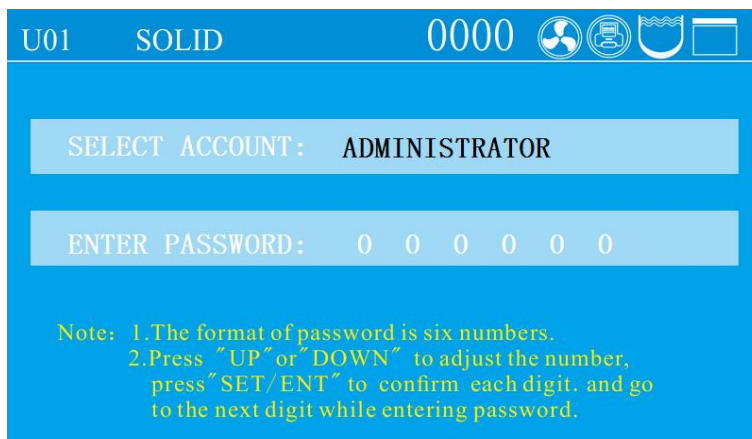 U01 SOLID 0000
SELECT ACCOUNT: ADMINISTRATOR
ENTER PASSWORD: 0 0 0 0 0 0
Note: 1.The format of password is six numbers.
2.Press ″UP″or″DOWN″ to adjust the number,
press″SET/ENT″ to confirm each digit. and go
to the next digit while entering password.